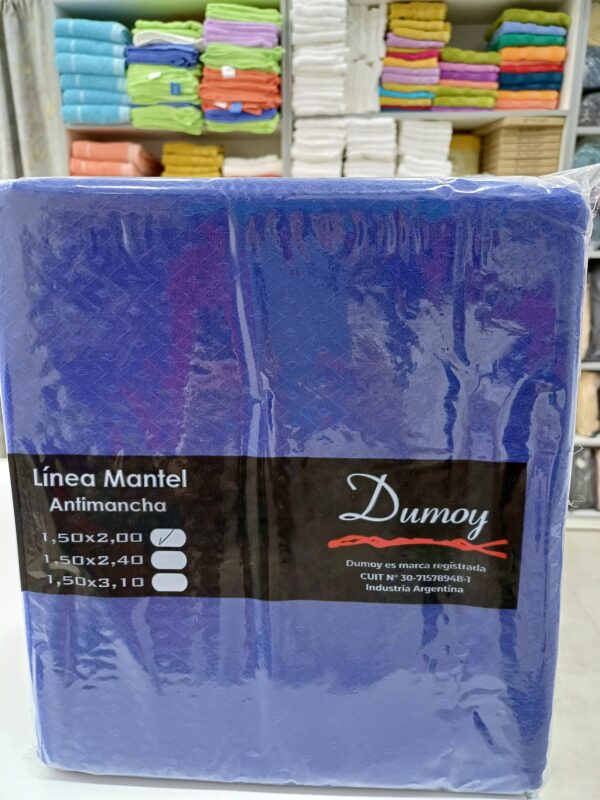 Línea Mantel
Antimancha
1,50x2,00
1,50x2,40
1,50x3,10
Dumoy
Dumoy es marca registrada
CUIT N° 30-71578948-1
Industria Argentina